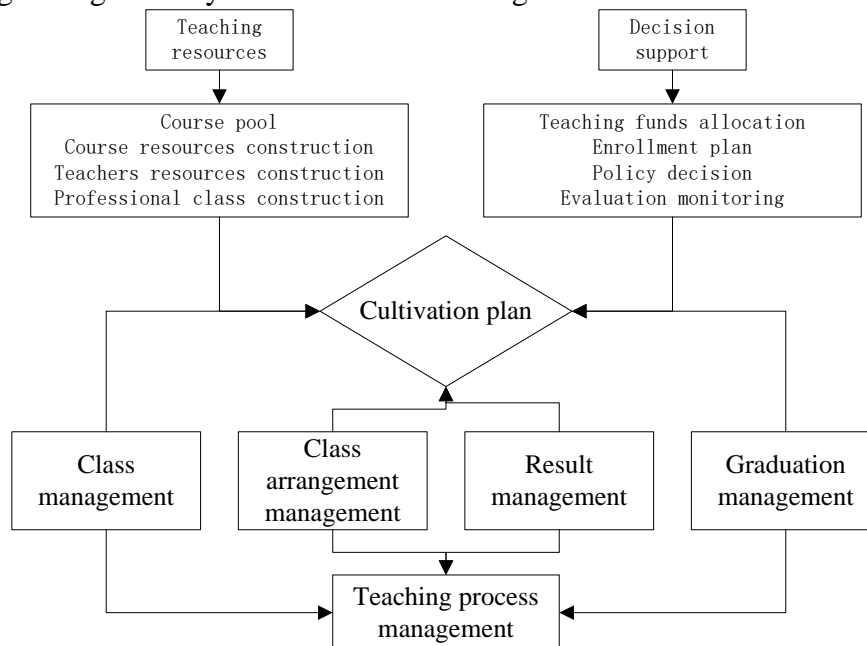 Teaching
resources
Decision
support
Course pool
Course resources construction
Teachers resources construction
Professional class construction
Teaching funds allocation
Enrollment plan
Policy decision
Evaluation monitoring
Cultivation plan
Class
management
Class
arrangement
management
Result
management
Graduation
management
Teaching process
management